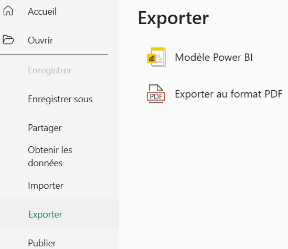 Accueil
Ouvrir
Enregistrer
Enregistrer sous
Partager
Obtenir les
données
Importer
Exporter
Publier
Exporter
Modèle Power BI
PDF
Exporter au format PDF